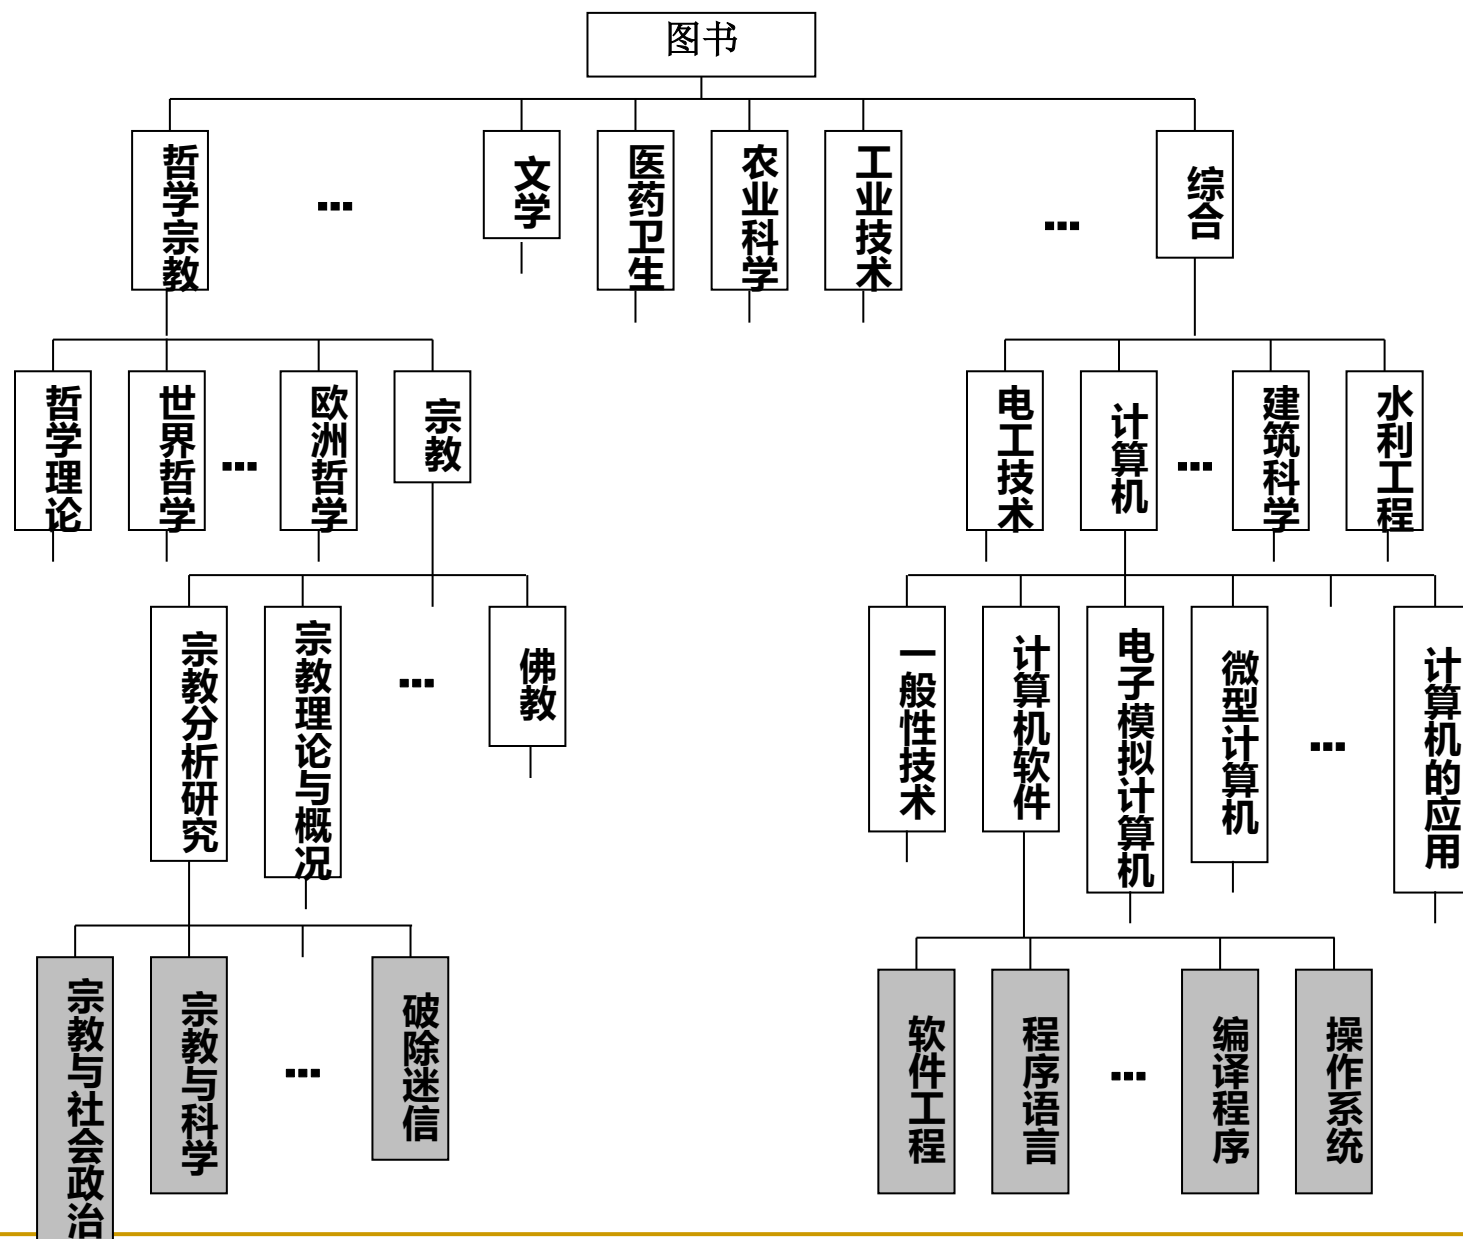 图书
哲学宗教
...
文学
医药卫生
农业科学
工业技术
...
综合
哲学理论
世界哲学
...
欧洲哲学
宗教
电工技术
计算机
...
建筑科学
水利工程
宗教分析研究
宗教理论与概况
...
佛教
一般性技术
计算机软件
电子模拟计算机
微型计算机
...
计算机的应用
宗教与社会政治
宗教与科学
...
破除迷信
软件工程
程序语言
...
编译程序
操作系统